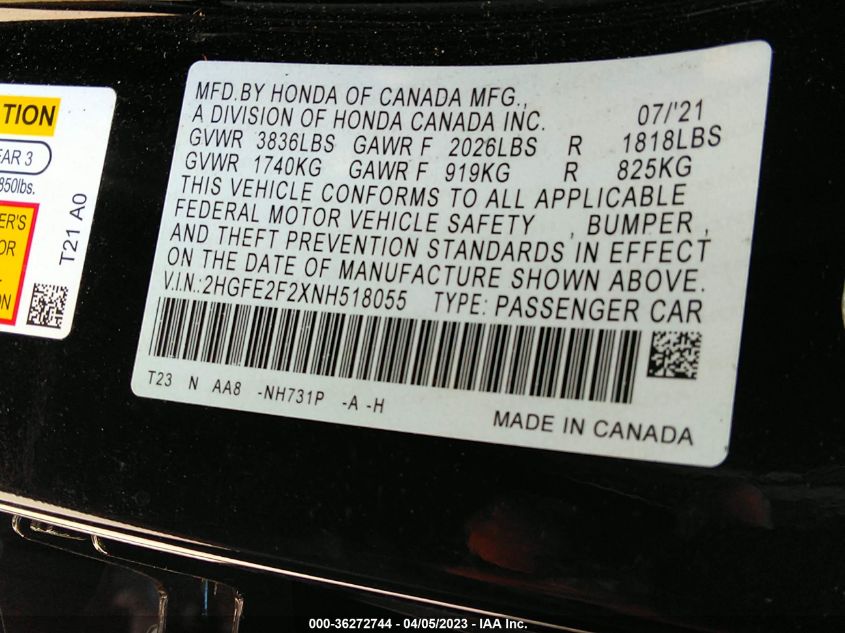 TION
EAR 3
850lbs.
ER'S
OR
ON
T21 A0
MFD.BY HONDA OF CANADA MFG.,
A DIVISION OF HONDA CANADA INC. 07/'21
GVWR 3836LBS GAWR F 2026LBS R 1818LBS
GVWR 1740KG GAWR F 919KG R 825KG
THIS VEHICLE CONFORMS TO ALL APPLICABLE
FEDERAL MOTOR VEHICLE SAFETY , BUMPER ,
AND THEFT PREVENTION STANDARDS IN EFFECT
ON THE DATE OF MANUFACTURE SHOWN ABOVE.
V.I.N.:2HGFE2F2XNH518055 TYPE: PASSENGER CAR
T23 N AA8 -NH731P -A -H
MADE IN CANADA
000-36272744 - 04/05/2023 - IAA Inc.